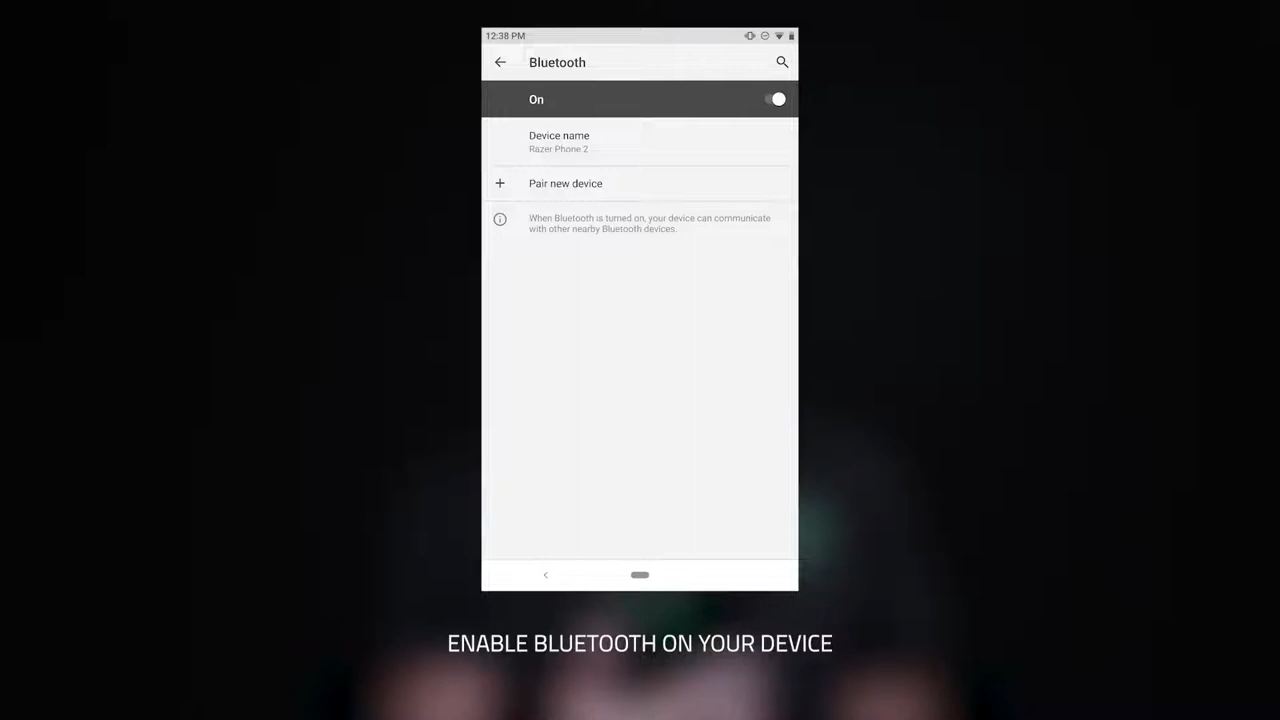 12:38 PM
Bluetooth
On
Device name
Razer Phone 2
Pair new device
When Bluetooth is turned on, your device can communicate
with other nearby Bluetooth devices.
ENABLE BLUETOOTH ON YOUR DEVICE